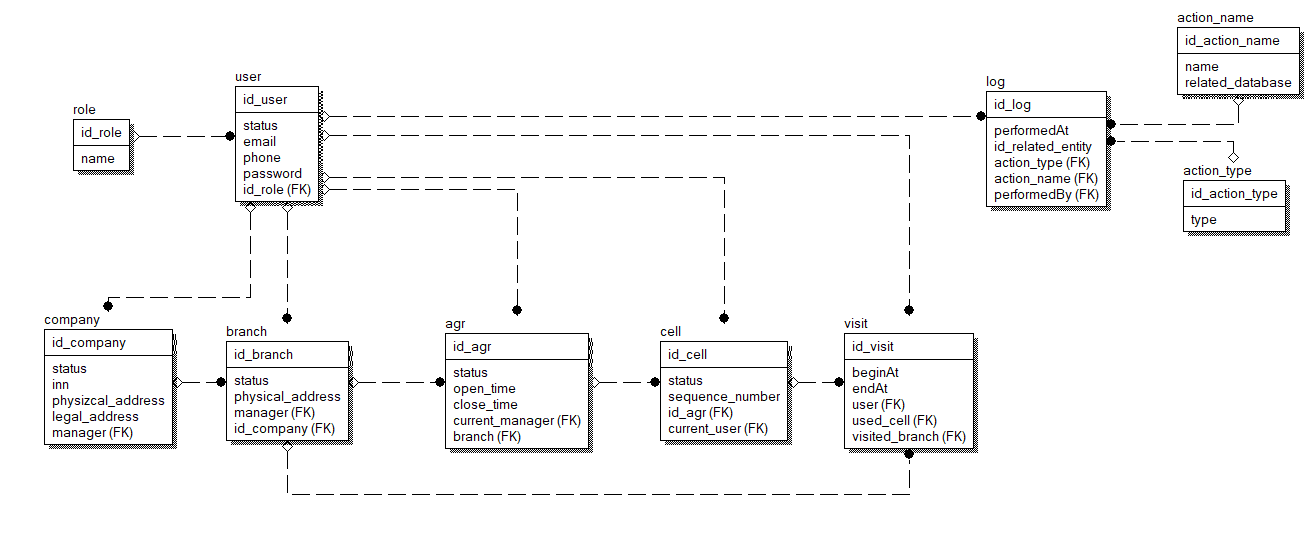 action_name
id_action_name
name
related_database
user
id_user
status
email
phone
password
id_role (FK)
log
id_log
performedAt
id_related_entity
action_type (FK)
action_name (FK)
performedBy (FK)
role
id_role
name
action_type
id_action_type
type
company
id_company
status
inn
physizcal_address
legal_address
manager (FK)
branch
id_branch
status
physical_address
manager (FK)
id_company (FK)
agr
id_agr
status
open_time
close_time
current_manager (FK)
branch (FK)
cell
id_cell
status
sequence_number
id_agr (FK)
current_user (FK)
visit
id_visit
beginAt
endAt
user (FK)
used_cell (FK)
visited_branch (FK)